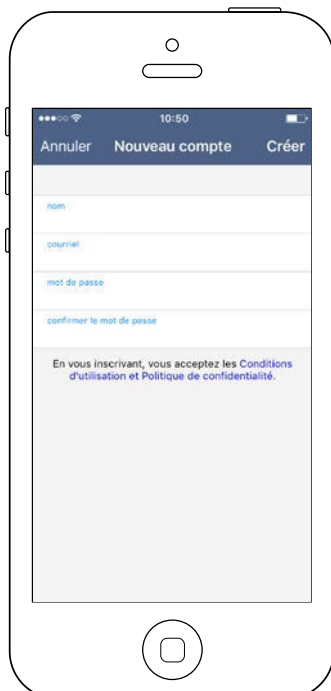 10:50
Annuler Nouveau compte Créer
nom
courriel
mot de passe
confirmer le mot de passe
En vous inscrivant, vous acceptez les Conditions
d'utilisation et Politique de confidentialité.